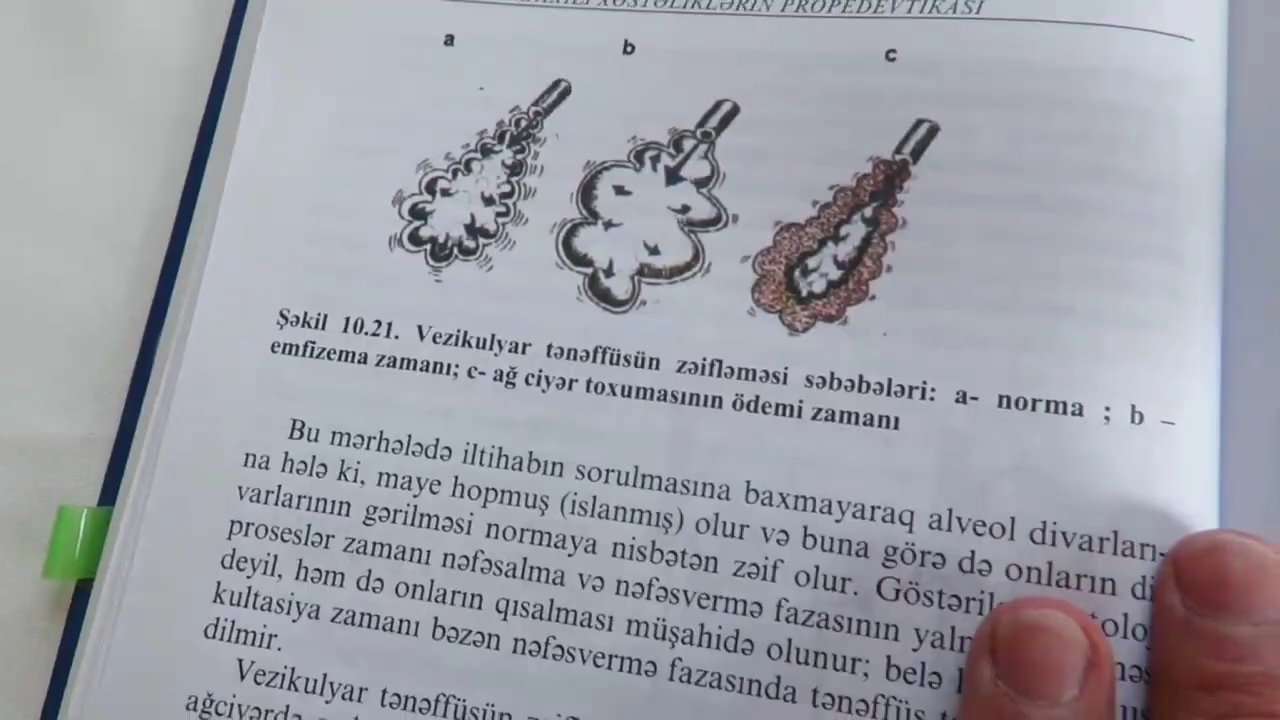 XƏSTƏLİKLƏRİN PROPEDEVTİKASI
a b c
Şəkil 10.21. Vezikulyar tənəffüsün zəifləməsi səbəbələri: a- norma ; b –
emfizema zamanı; c- ağ ciyər toxumasının ödemi zamanı
Bu mərhələdə iltihabın sorulmasına baxmayaraq alveol divarları-
na hələ ki, maye hopmuş (islanmış) olur və buna görə də onların di
varlarının gərilməsi normaya nisbətən zəif olur.
proseslər zamanı nəfəsalma və nəfəsvermə fazasının
deyil, həm də onların qısalması müşahidə olunur; belə
kultasiya zamanı bəzən nəfəsvermə fazasında tənəffüs
dilmir.
Vezikulyar tənəffüsün
ağciyərdə